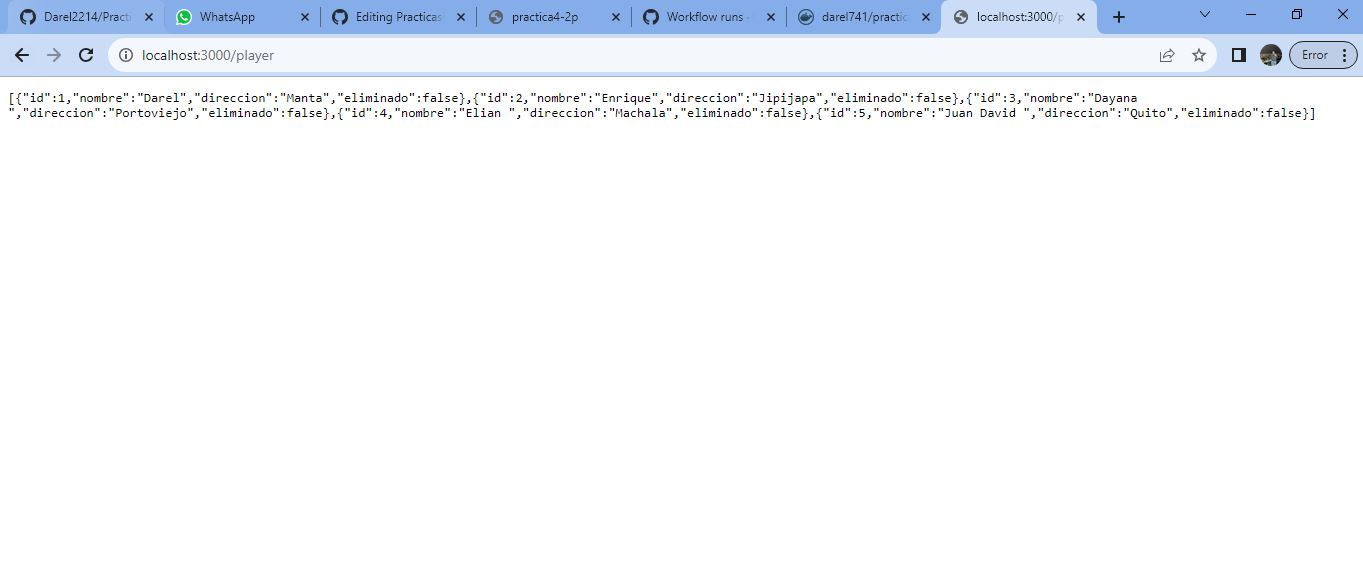 Darel2214/Practi
WhatsApp
Editing Practicas
practica4-2p
Workflow runs ·
darel741/practic
localhost:3000/p
localhost:3000/player
Error
[{"id":1,"nombre":"Darel","direccion":"Manta","eliminado":false},{"id":2,"nombre":"Enrique","direccion":"Jipijapa","eliminado":false},{"id":3,"nombre":"Dayana
","direccion":"Portoviejo","eliminado":false},{"id":4,"nombre":"Elian ","direccion":"Machala","eliminado":false},{"id":5,"nombre":"Juan David ","direccion":"Quito","eliminado":false}]